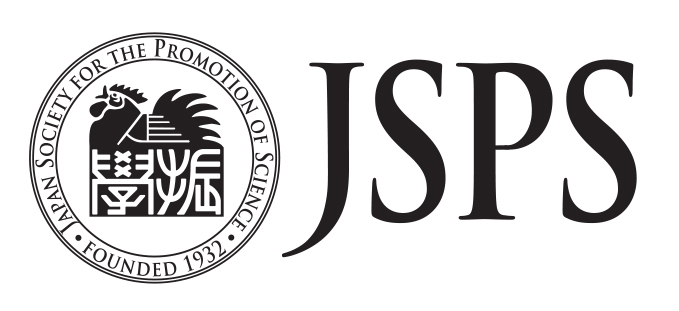 JAPAN SOCIETY FOR THE PROMOTION OF SCIENCE
• FOUNDED 1932 •
學振
JSPS